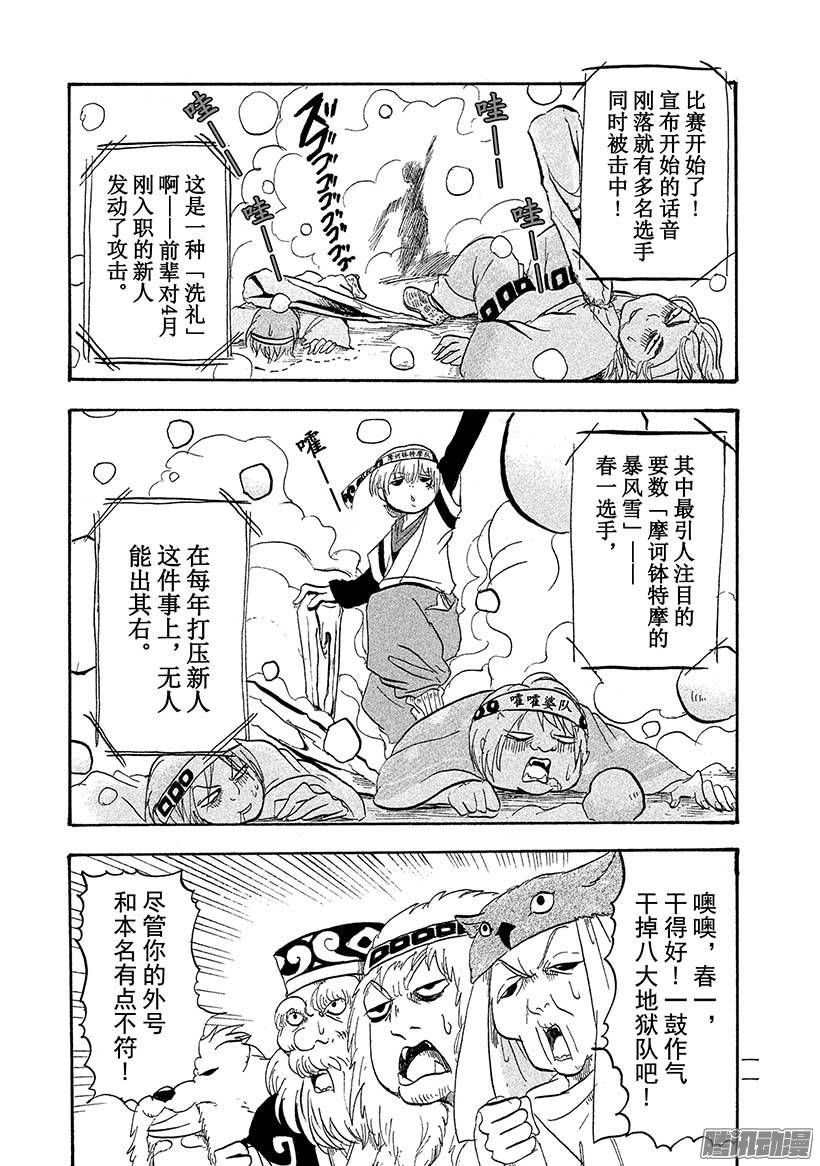 比赛开始了！
宣布开始的话音
刚落就有多名选手
同时被击中！
哇——
哇——
ズズゴゴゴゴゴゴ
哇——
哇——
这是一种「洗礼」
啊——前辈对4月
刚入职的新人
发动了攻击。
其中最引人注目的
要数「摩诃钵特摩的
暴风雪」——
春一选手，
嚯——
摩诃钵特摩队
在每年打压新人
这件事上，无人
能出其右。
嚯嚯婆队
噢噢，春一，
干得好！一鼓作气
干掉八大地狱队吧！
尽管你的外号
和本名有点不符！
一一
腾讯动漫